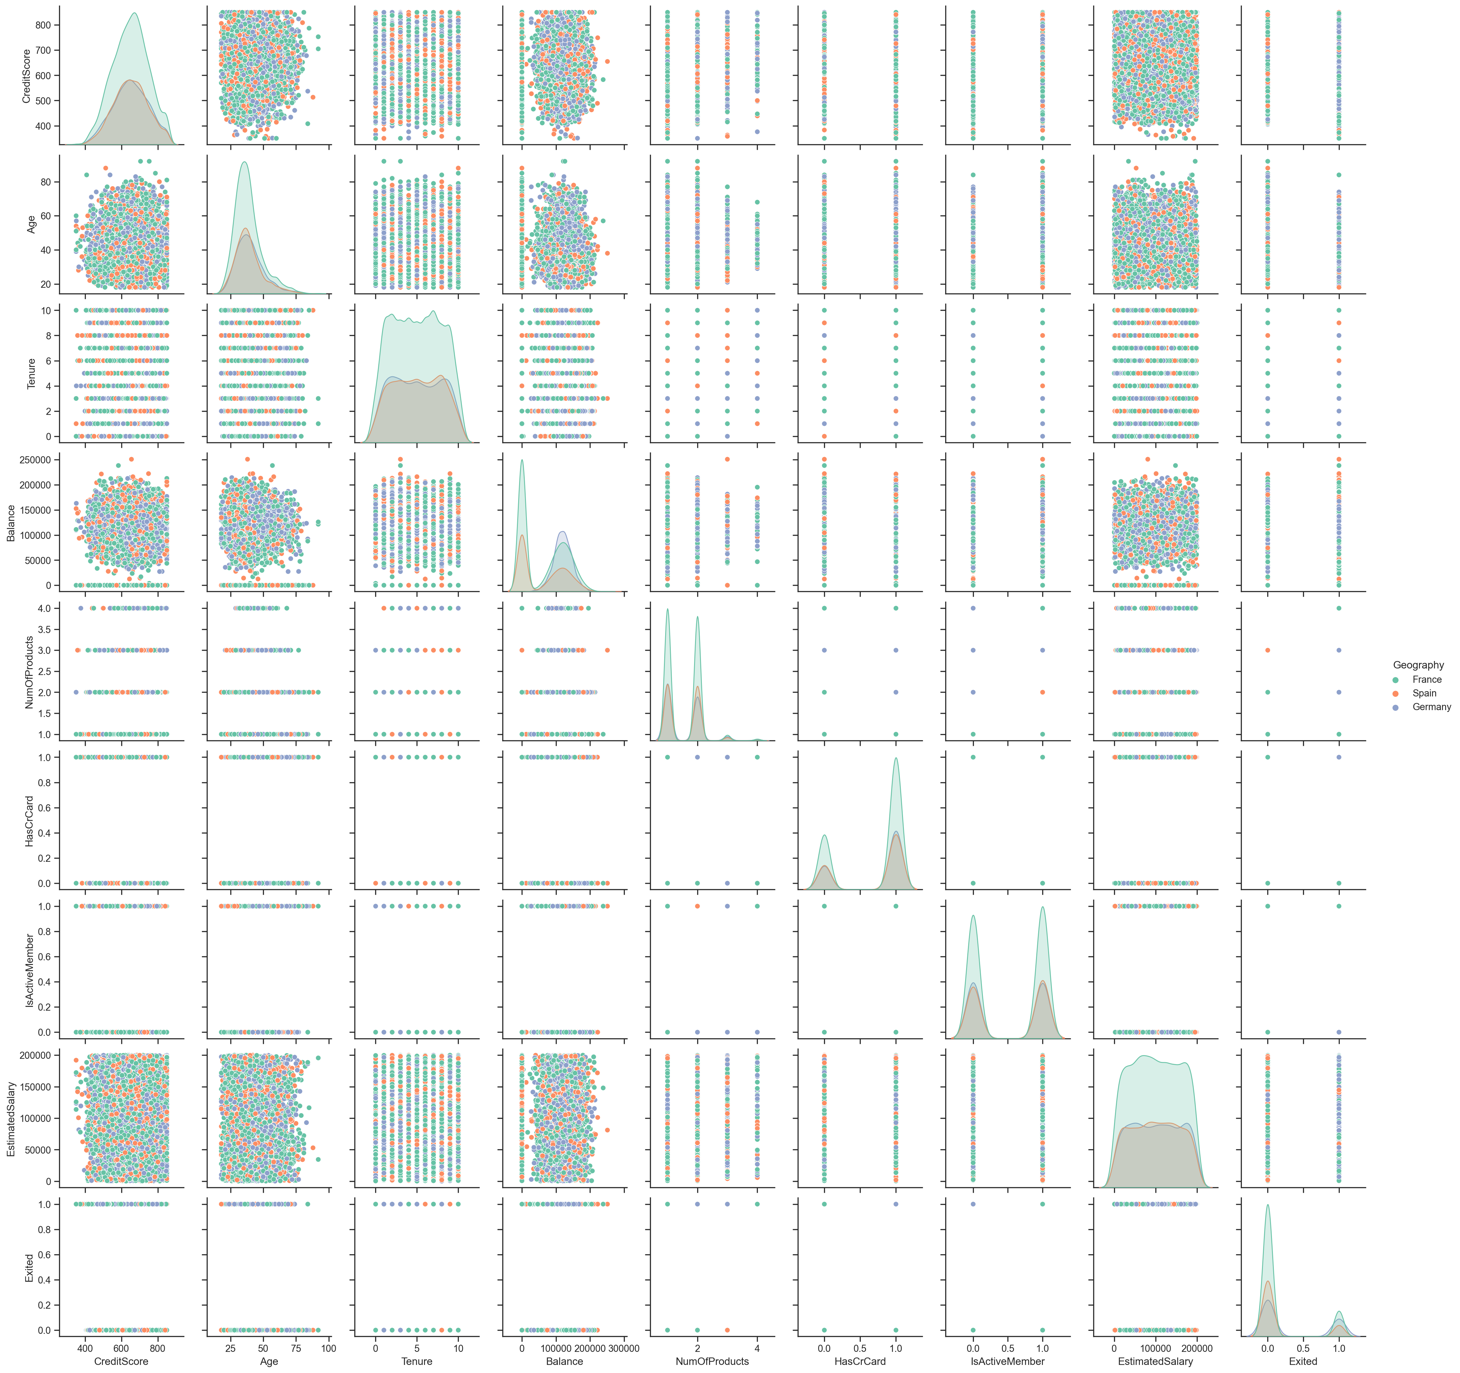 CreditScore
800
700
600
500
400
Age
80
60
40
20
Tenure
10
8
6
4
2
0
Balance
250000
200000
150000
100000
50000
0
NumOfProducts
4.0
3.5
3.0
2.5
2.0
1.5
1.0
Geography
France
Spain
Germany
HasCrCard
1.0
0.8
0.6
0.4
0.2
0.0
IsActiveMember
1.0
0.8
0.6
0.4
0.2
0.0
EstimatedSalary
200000
150000
100000
50000
0
Exited
1.0
0.8
0.6
0.4
0.2
0.0
400 600 800
25 50 75 100
0 5 10
0 100000 200000 300000
2 4
0.0 0.5 1.0
0.0 0.5 1.0
0 100000 200000
0.0 0.5 1.0
CreditScore Age Tenure Balance NumOfProducts HasCrCard IsActiveMember EstimatedSalary Exited